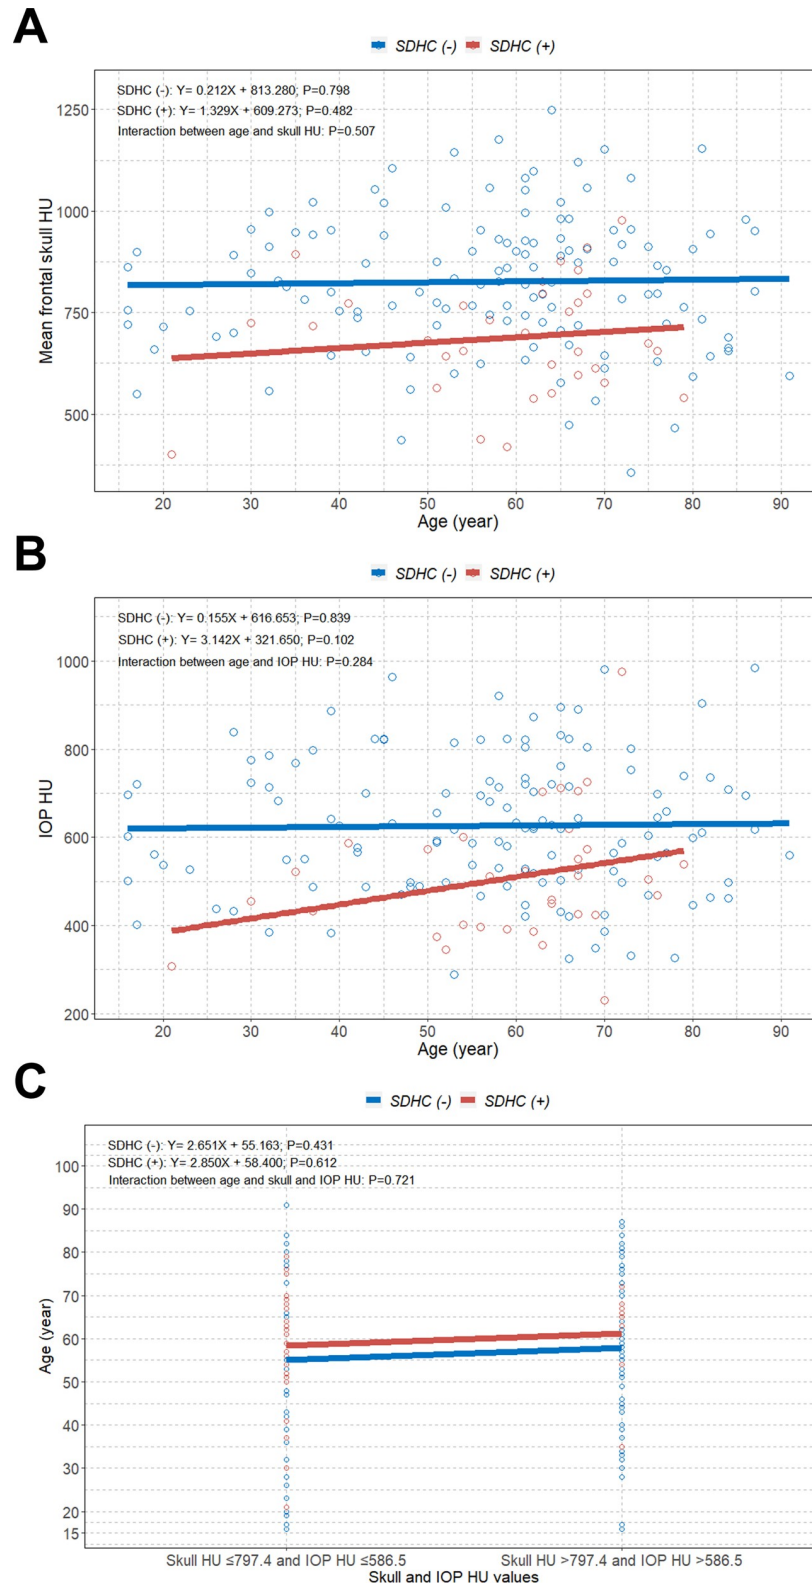 A
SDHC (-) SDHC (+)
SDHC (-): Y= 0.212X + 813.280; P=0.798
SDHC (+): Y= 1.329X + 609.273; P=0.482
Interaction between age and skull HU: P=0.507
Mean frontal skull HU
1250
1000
750
500
20 30 40 50 60 70 80 90
Age (year)
B
SDHC (-) SDHC (+)
SDHC (-): Y= 0.155X + 616.653; P=0.839
SDHC (+): Y= 3.142X + 321.650; P=0.102
Interaction between age and IOP HU: P=0.284
IOP HU
1000
800
600
400
200
20 30 40 50 60 70 80 90
Age (year)
C
SDHC (-) SDHC (+)
SDHC (-): Y= 2.651X + 55.163; P=0.431
SDHC (+): Y= 2.850X + 58.400; P=0.612
Interaction between age and skull and IOP HU: P=0.721
Age (year)
100
90
80
70
60
50
40
30
20
15
Skull HU ≤797.4 and IOP HU ≤586.5 Skull HU >797.4 and IOP HU >586.5
Skull and IOP HU values